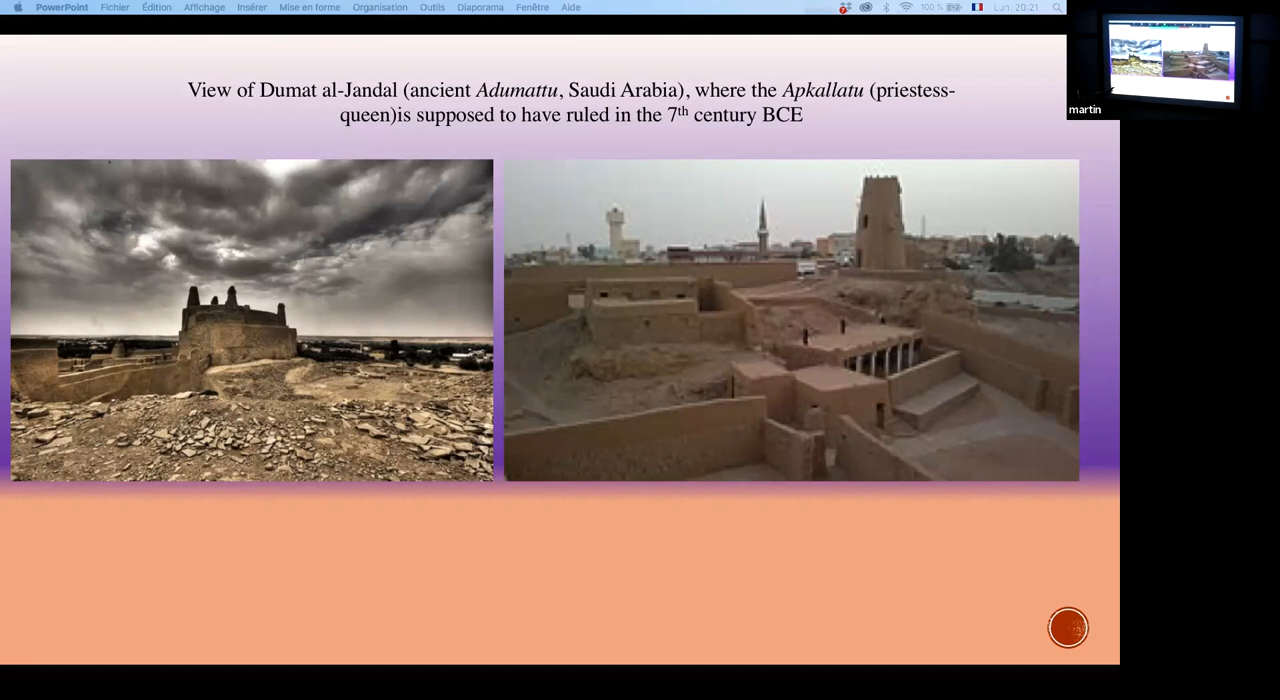 PowerPoint Fichier Édition Affichage Insérer Mise en forme Organisation Outils Diaporama Fenêtre Aide 7 100 % Lun. 20:21
View of Dumat al-Jandal (ancient Adumattu, Saudi Arabia), where the Apkallatu (priestess-
queen)is supposed to have ruled in the 7th century BCE
martin